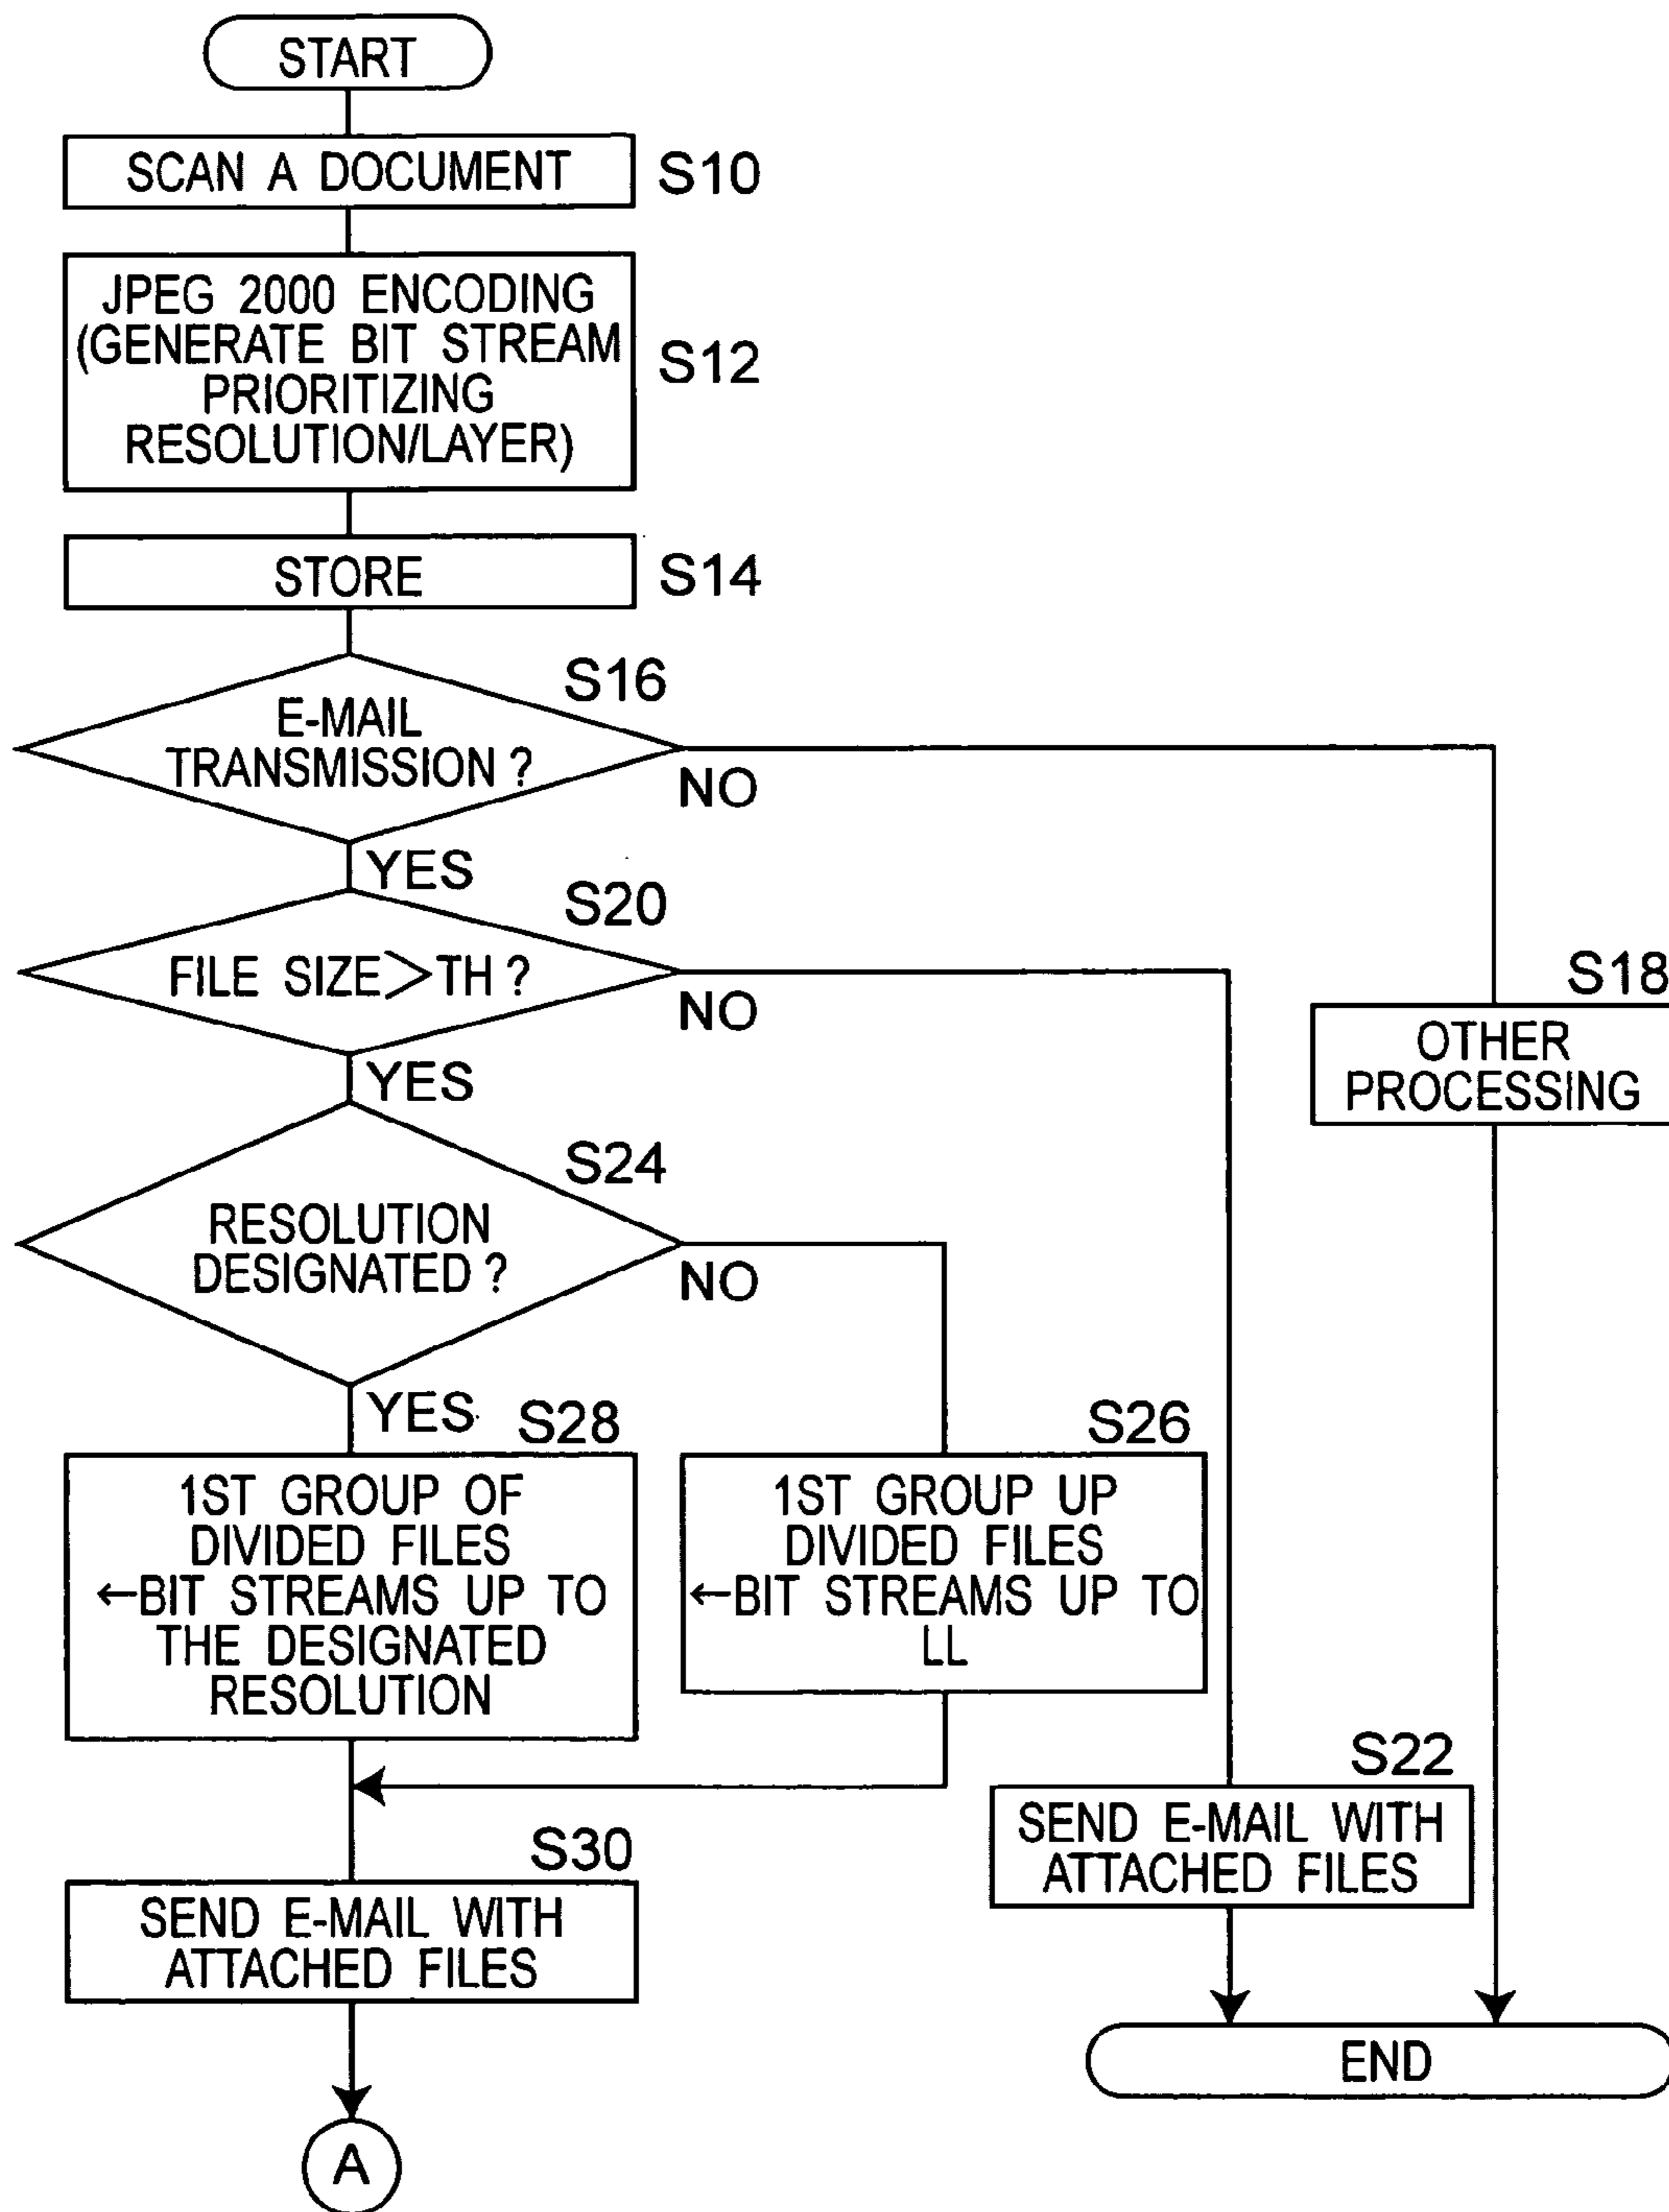 START
SCAN A DOCUMENT
S10
JPEG 2000 ENCODING
(GENERATE BIT STREAM
PRIORITIZING
RESOLUTION/LAYER)
S12
STORE
S14
S16
E-MAIL
TRANSMISSION ?
NO
YES
S20
FILE SIZE>TH ?
NO
YES
S18
OTHER
PROCESSING
S24
RESOLUTION
DESIGNATED ?
NO
YES
S28
1ST GROUP OF
DIVIDED FILES
←BIT STREAMS UP TO
THE DESIGNATED
RESOLUTION
S26
1ST GROUP UP
DIVIDED FILES
←BIT STREAMS UP TO
LL
S22
SEND E-MAIL WITH
ATTACHED FILES
S30
SEND E-MAIL WITH
ATTACHED FILES
END
A